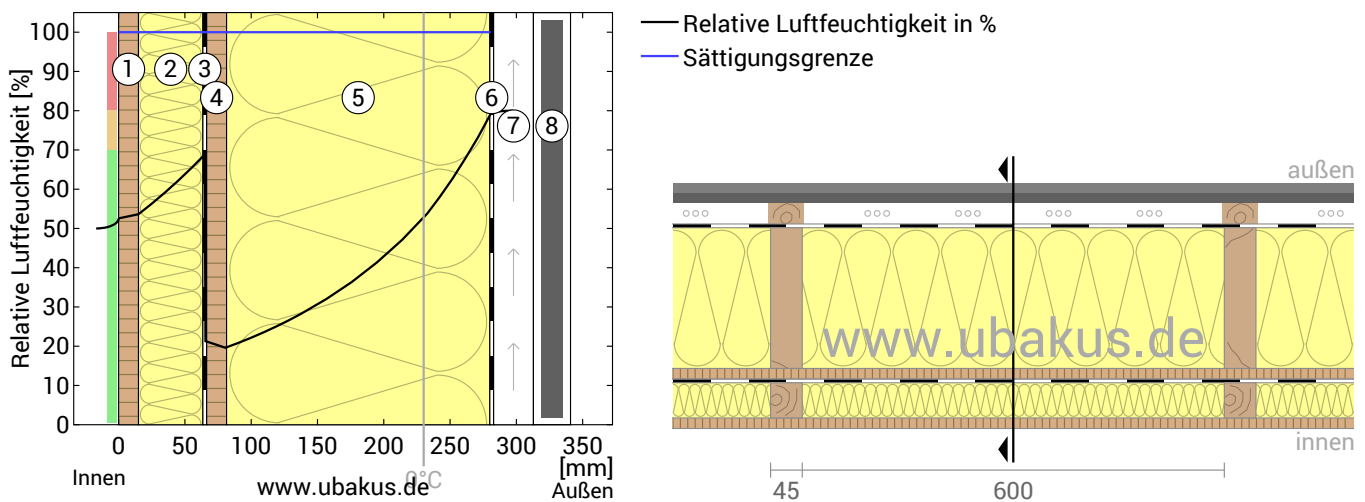 Relative Luftfeuchtigkeit [%]
100
90
80
70
60
50
40
30
20
10
0
1
2
3
4
5
6
7
8
0
50
100
150
200
250
300
350
[mm]
0°C
Innen
www.ubakus.de
Außen
Relative Luftfeuchtigkeit in %
Sättigungsgrenze
außen
www.ubakus.de
innen
45
600